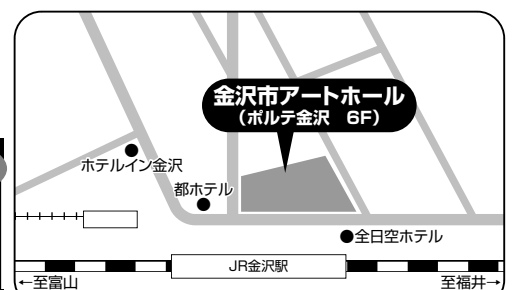 金沢市アートホール
(ポルテ金沢 6F)
ホテルイン金沢
都ホテル
全日空ホテル
JR金沢駅
←至富山
至福井→